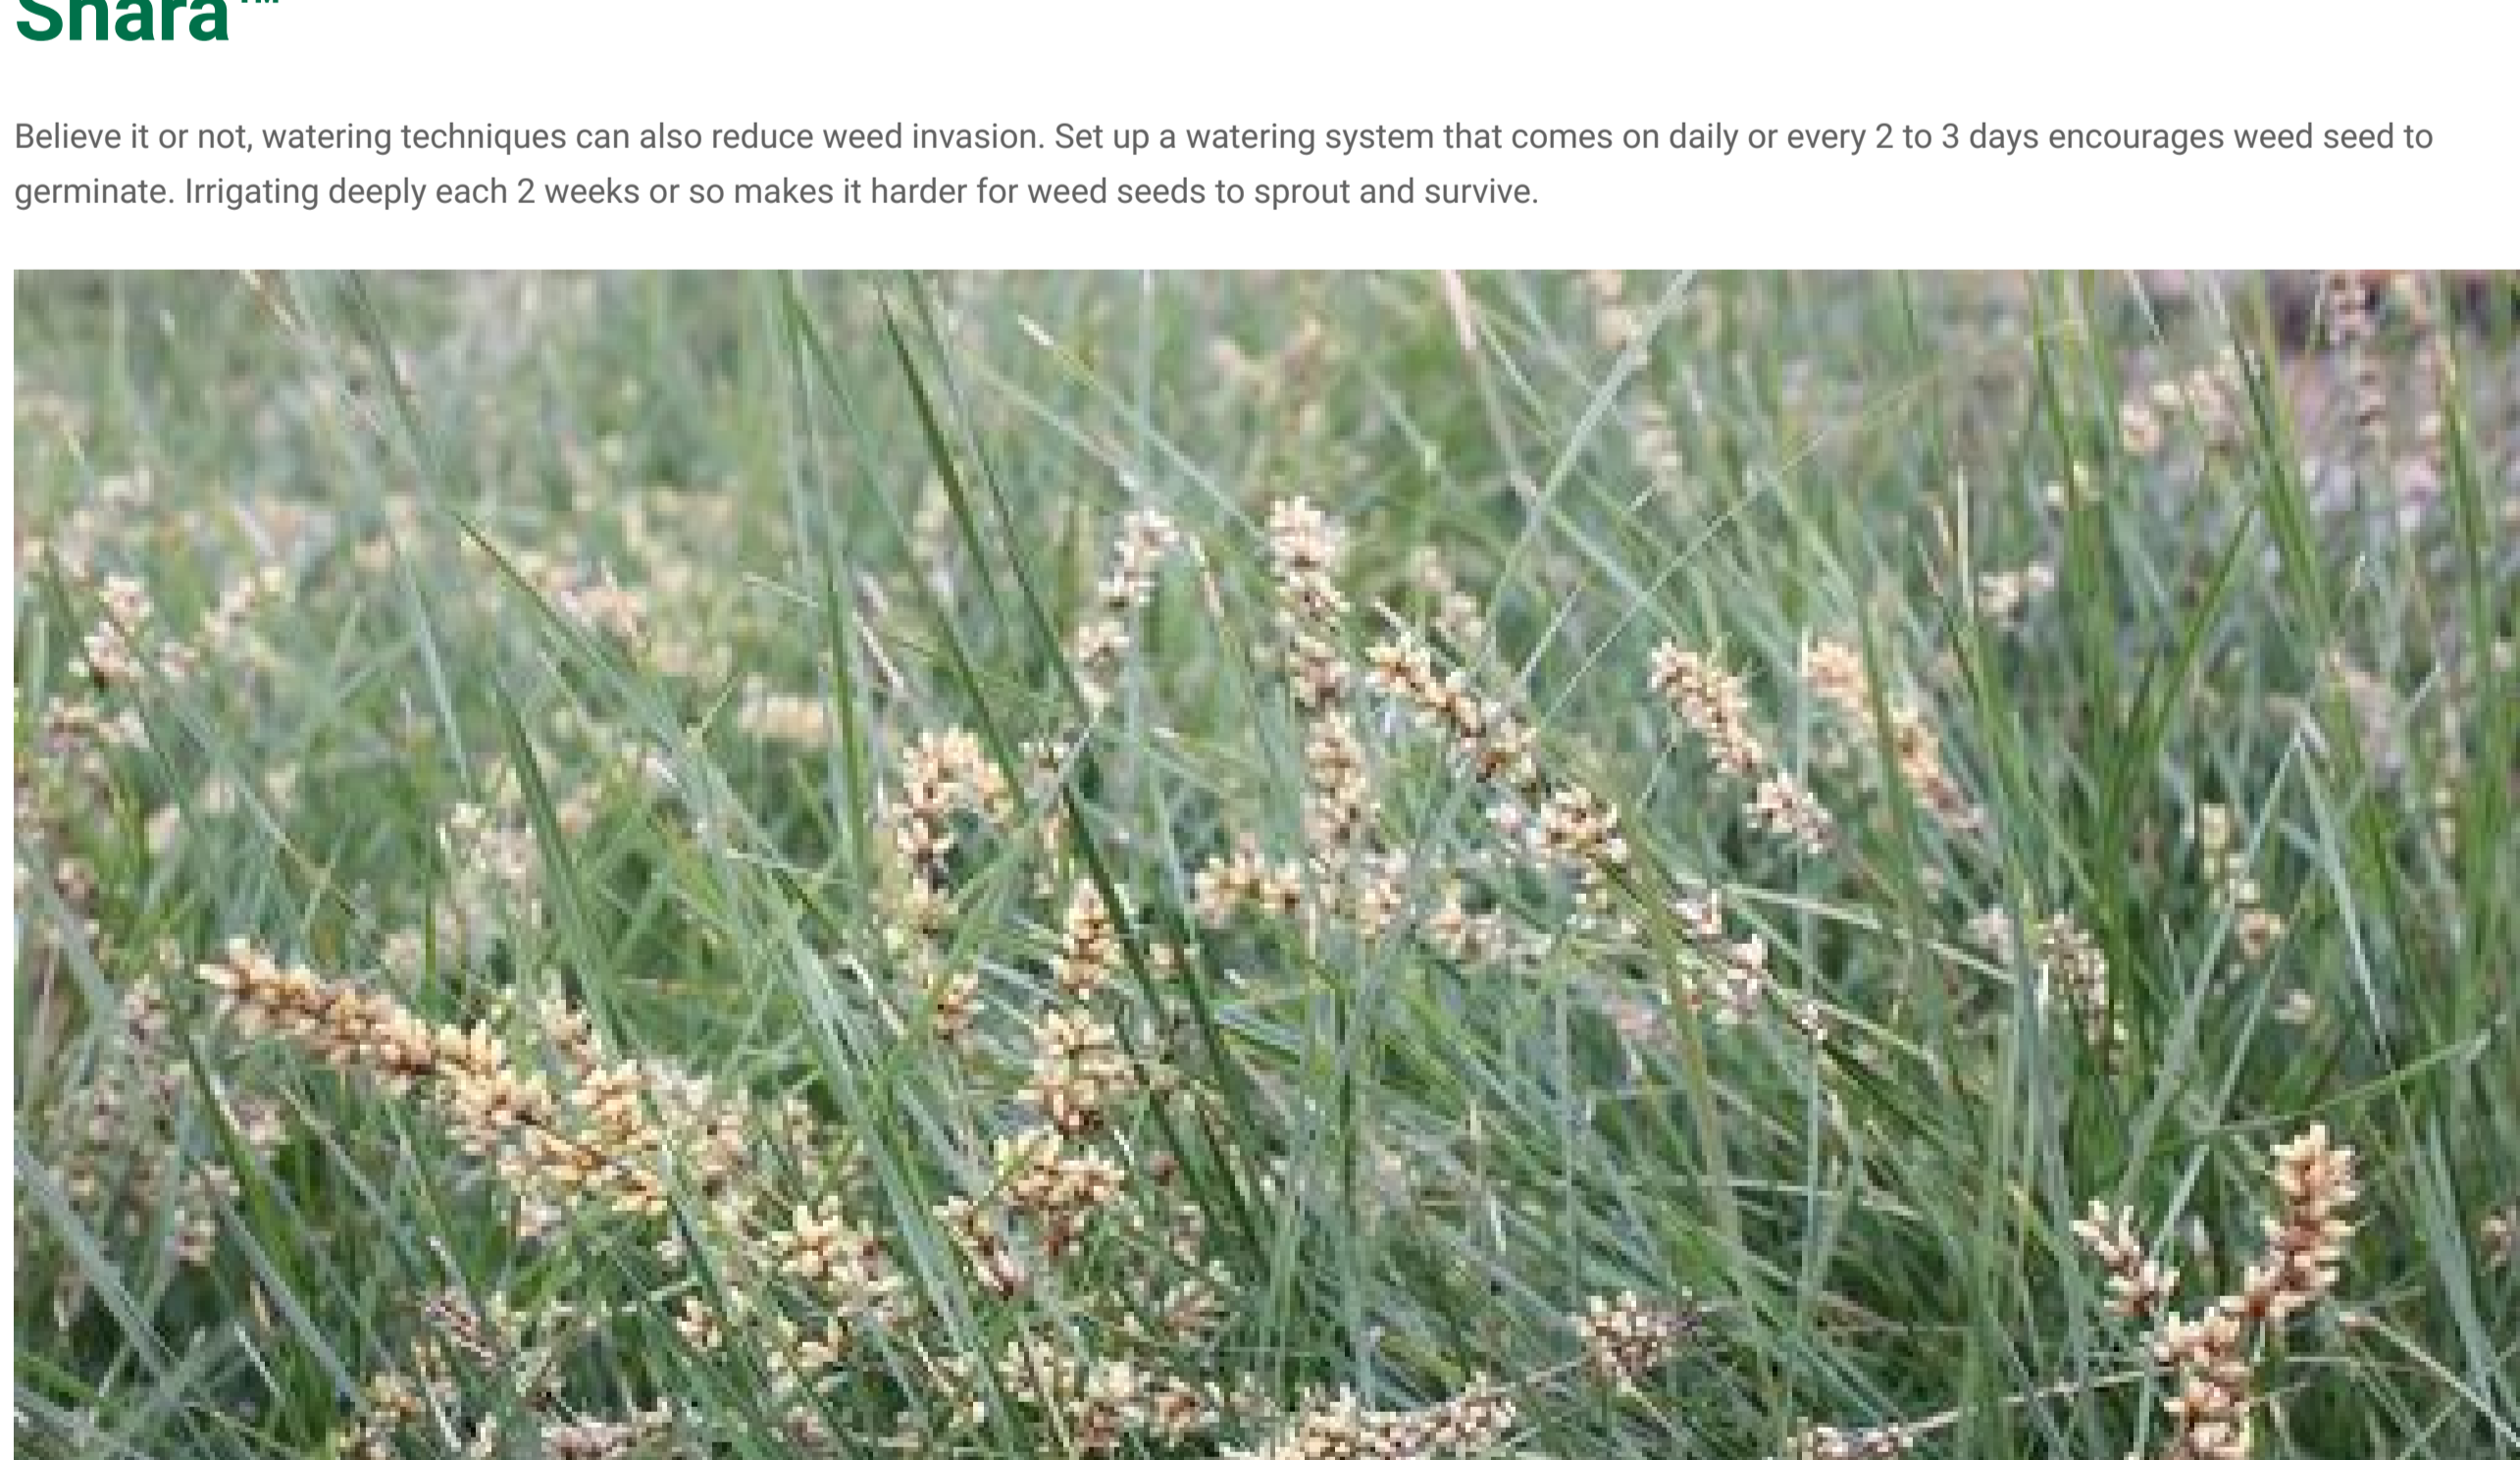 Shara™
Believe it or not, watering techniques can also reduce weed invasion. Set up a watering system that comes on daily or every 2 to 3 days encourages weed seed to
germinate. Irrigating deeply each 2 weeks or so makes it harder for weed seeds to sprout and survive.